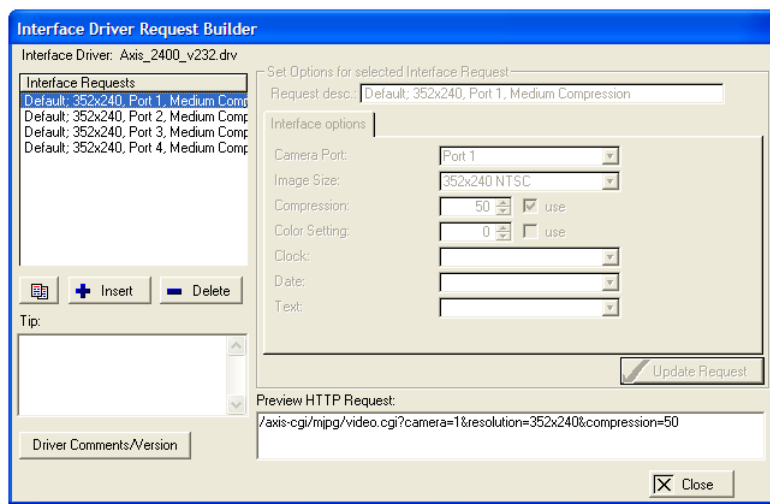 Interface Driver Request Builder
Interface Driver: Axis_2400_v232.drv
Interface Requests
Default; 352x240, Port 1, Medium Comp
Default; 352x240, Port 2, Medium Comp
Default; 352x240, Port 3, Medium Comp
Default; 352x240, Port 4, Medium Comp
Insert
Delete
Tip:
Driver Comments/Version
Set Options for selected Interface Request
Request desc.: Default; 352x240, Port 1, Medium Compression
Interface options
Camera Port: Port 1
Image Size: 352x240 NTSC
Compression: 50 use
Color Setting: 0 use
Clock:
Date:
Text:
Update Request
Preview HTTP Request:
/axis-cgi/mjpg/video.cgi?camera=1&resolution=352x240&compression=50
Close